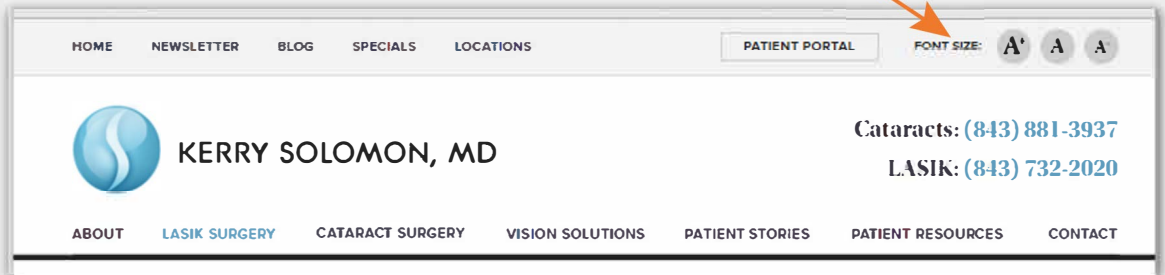 HOME NEWSLETTER BLOG SPECIALS LOCATIONS PATIENT PORTAL FONT SIZE: A+ A A-
KERRY SOLOMON, MD
Cataracts: (843) 881-3937
LASIK: (843) 732-2020
ABOUT LASIK SURGERY CATARACT SURGERY VISION SOLUTIONS PATIENT STORIES PATIENT RESOURCES CONTACT